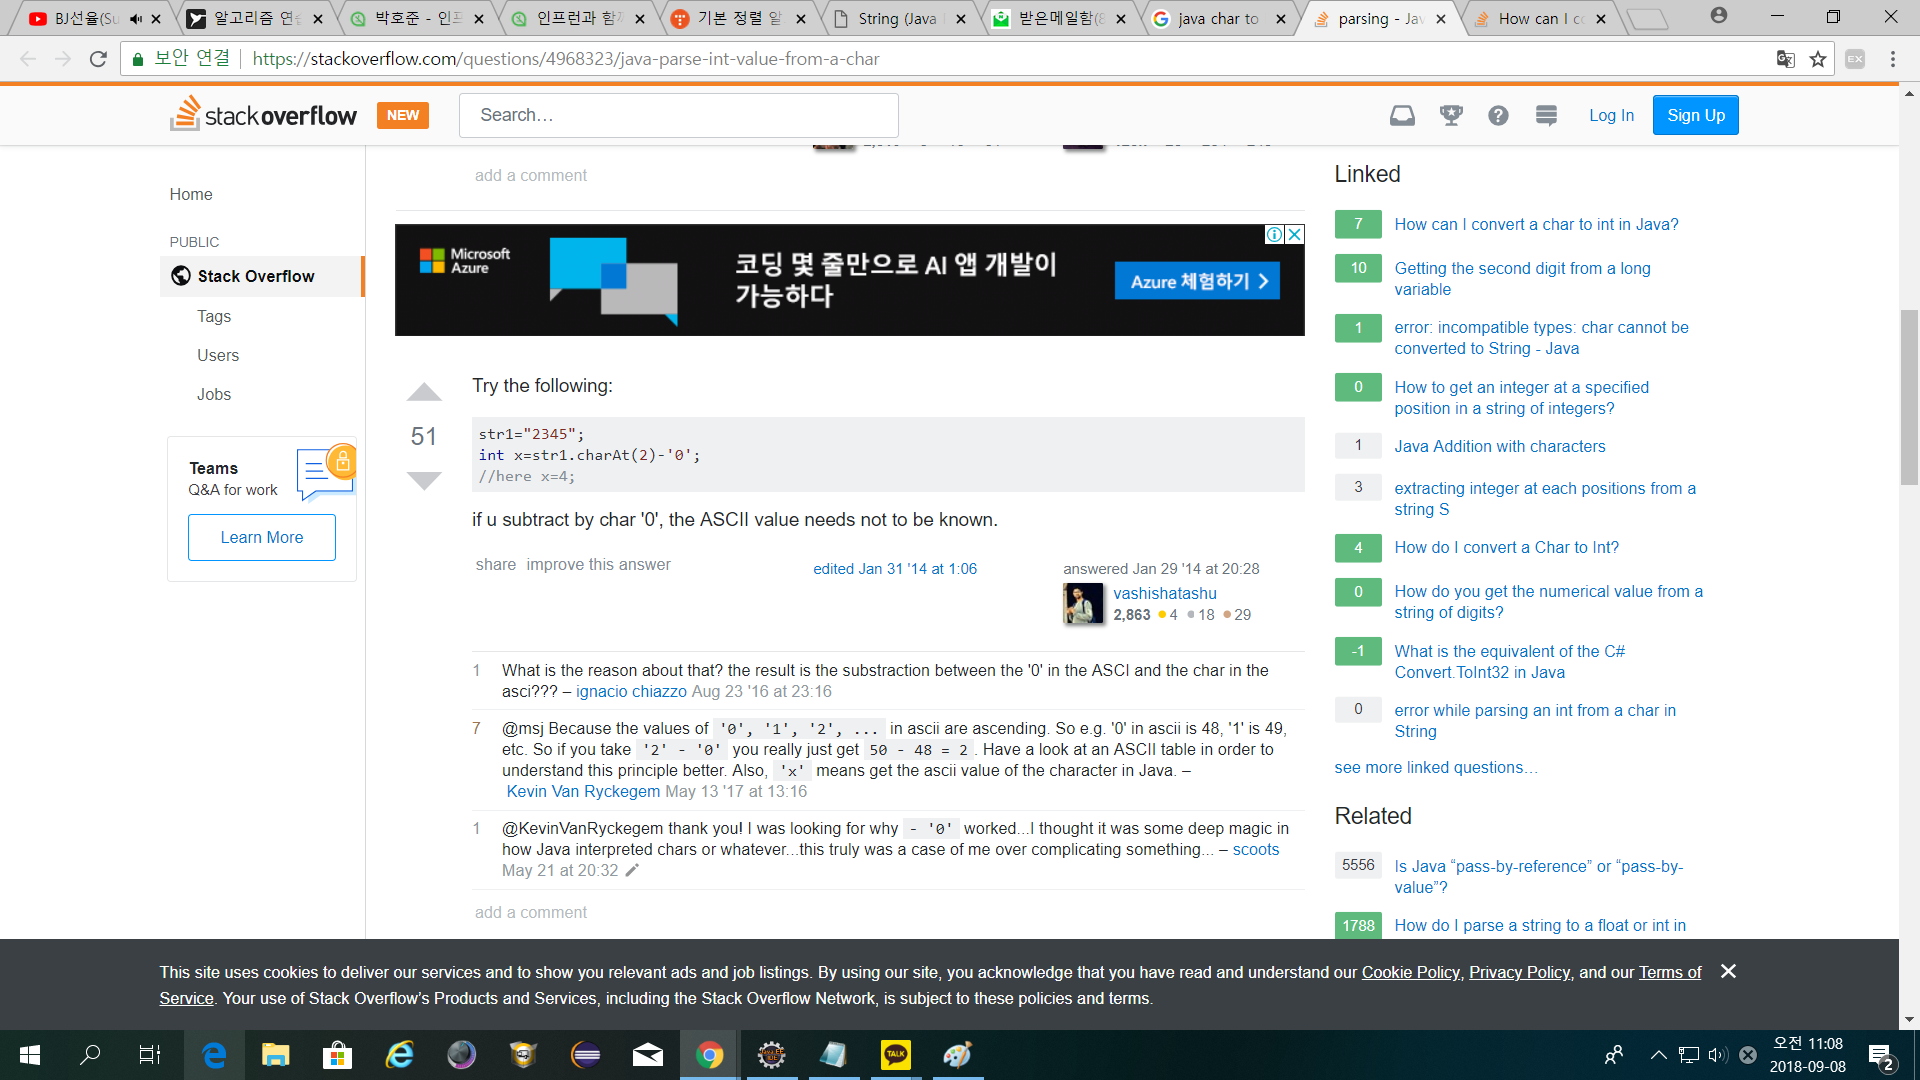 BJ선율(Su
알고리즘 연습
박호준 - 인프
인프런과 함께
기본 정렬 알
String (Java
받은메일함(8
java char to
parsing - Jav
How can I co
보안 연결 https://stackoverflow.com/questions/4968323/java-parse-int-value-from-a-char
EX
stackoverflow NEW Search… Log In Sign Up
Home
PUBLIC
Stack Overflow
Tags
Users
Jobs
Teams
Q&A for work
Learn More
add a comment
Microsoft
Azure
코딩 몇 줄만으로 AI 앱 개발이
가능하다
Azure 체험하기
Try the following:
51
str1="2345";
int x=str1.charAt(2)-'0';
//here x=4;
if u subtract by char '0', the ASCII value needs not to be known.
share improve this answer
edited Jan 31 '14 at 1:06
answered Jan 29 '14 at 20:28
vashishatashu
2,863 4 18 29
1 What is the reason about that? the result is the substraction between the '0' in the ASCI and the char in the
asci??? – ignacio chiazzo Aug 23 '16 at 23:16
7 @msj Because the values of '0', '1', '2', ... in ascii are ascending. So e.g. '0' in ascii is 48, '1' is 49,
etc. So if you take '2' - '0' you really just get 50 - 48 = 2. Have a look at an ASCII table in order to
understand this principle better. Also, 'x' means get the ascii value of the character in Java. –
Kevin Van Ryckegem May 13 '17 at 13:16
1 @KevinVanRyckegem thank you! I was looking for why - '0' worked...I thought it was some deep magic in
how Java interpreted chars or whatever...this truly was a case of me over complicating something... – scoots
May 21 at 20:32
add a comment
Linked
7 How can I convert a char to int in Java?
10 Getting the second digit from a long
variable
1 error: incompatible types: char cannot be
converted to String - Java
0 How to get an integer at a specified
position in a string of integers?
1 Java Addition with characters
3 extracting integer at each positions from a
string S
4 How do I convert a Char to Int?
0 How do you get the numerical value from a
string of digits?
-1 What is the equivalent of the C#
Convert.ToInt32 in Java
0 error while parsing an int from a char in
String
see more linked questions…
Related
5556 Is Java “pass-by-reference” or “pass-by-
value”?
1788 How do I parse a string to a float or int in
This site uses cookies to deliver our services and to show you relevant ads and job listings. By using our site, you acknowledge that you have read and understand our Cookie Policy, Privacy Policy, and our Terms of
Service. Your use of Stack Overflow’s Products and Services, including the Stack Overflow Network, is subject to these policies and terms.
TALK
오전 11:08
2018-09-08
2